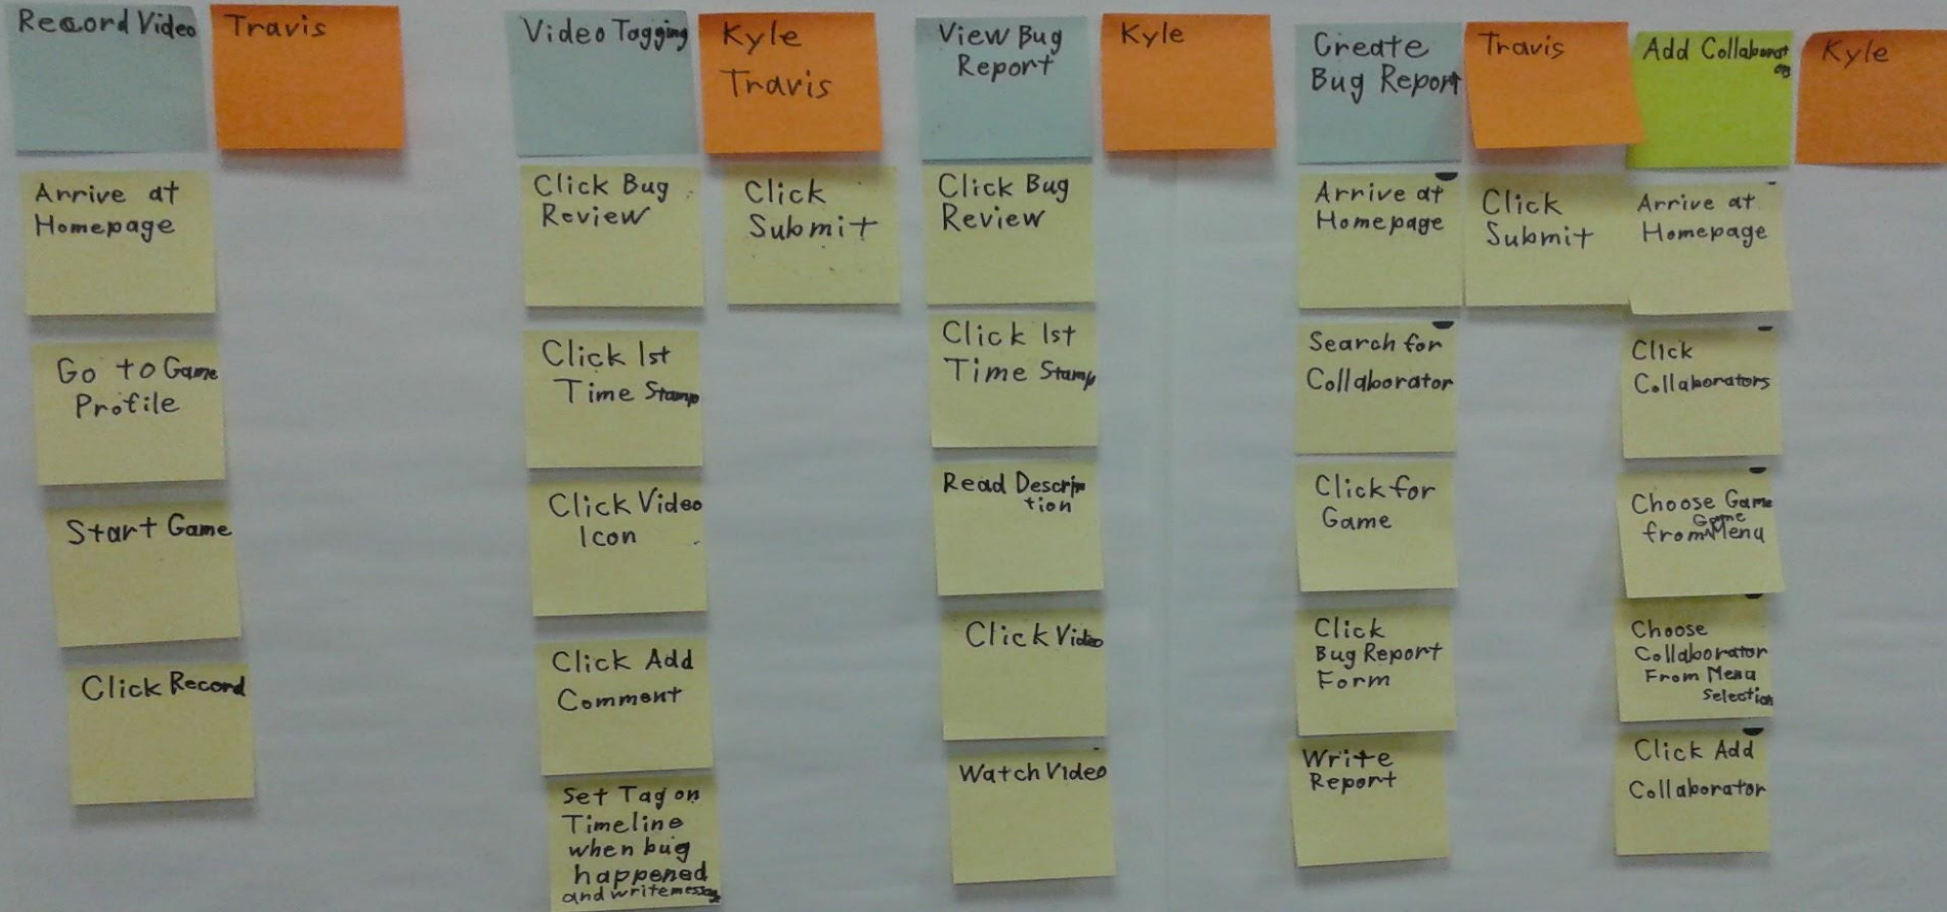 Record Video
Travis
Arrive at
Homepage
Go to Game
Profile
Start Game
Click Record
Video Tagging
Kyle
Travis
Click Bug
Review
Click 1st
Time Stamp
Click Video
Icon
Click Add
Comment
Set Tag on
Timeline
when bug
happened
and write message
Click
Submit
View Bug
Report
Kyle
Click Bug
Review
Click 1st
Time Stamp
Read Descrip
tion
Click Video
Watch Video
Create
Bug Report
Travis
Arrive at
Homepage
Search for
Collaborator
Click for
Game
Click
Bug Report
Form
Write
Report
Click
Submit
Add Collaborat
ors
Kyle
Arrive at
Homepage
Click
Collaborators
Choose Game
from Game Menu
Choose
Collaborator
From Menu
Selection
Click Add
Collaborator